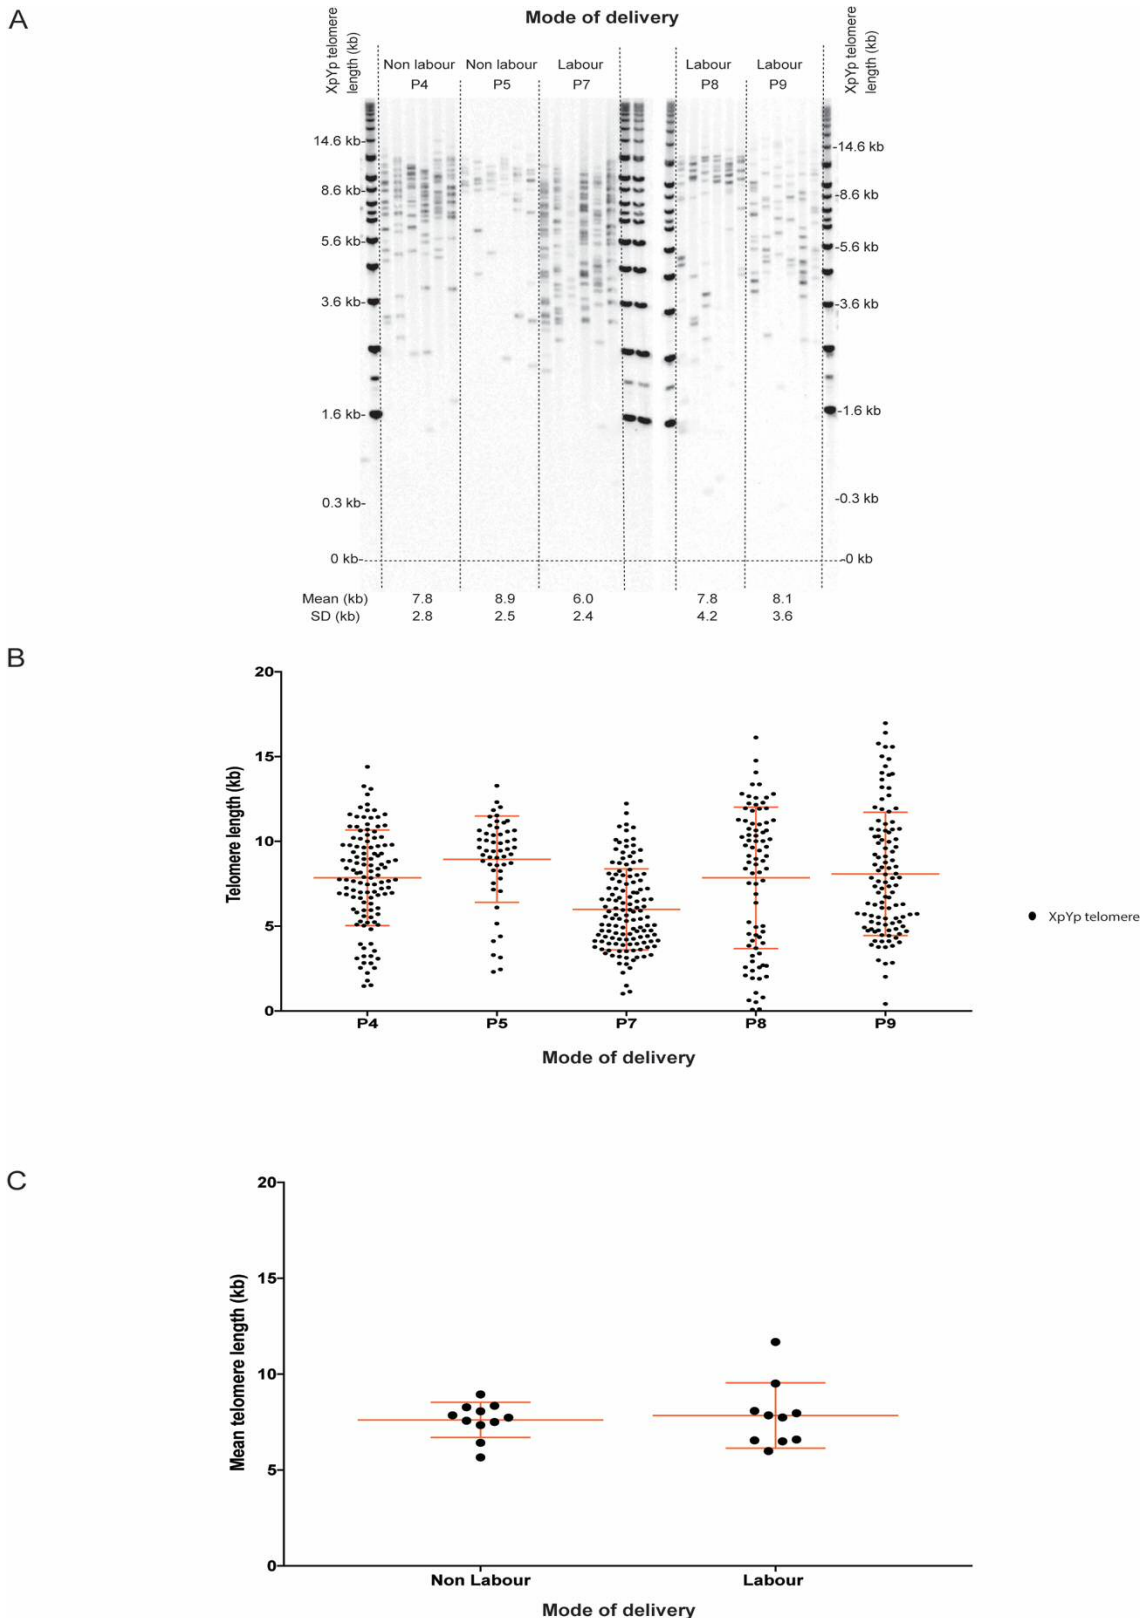 A
Mode of delivery
XpYp telomere
length (kb)
Non labour
P4
Non labour
P5
Labour
P7
Labour
P8
Labour
P9
XpYp telomere
length (kb)
14.6 kb-
8.6 kb-
5.6 kb-
3.6 kb-
1.6 kb-
0.3 kb-
0 kb-
-14.6 kb
-8.6 kb
-5.6 kb
-3.6 kb
-1.6 kb
-0.3 kb
-0 kb
Mean (kb) 7.8 8.9 6.0 7.8 8.1
SD (kb) 2.8 2.5 2.4 4.2 3.6
B
Telomere length (kb)
20
15
10
5
0
P4 P5 P7 P8 P9
Mode of delivery
XpYp telomere
C
Mean telomere length (kb)
20
15
10
5
0
Non Labour Labour
Mode of delivery